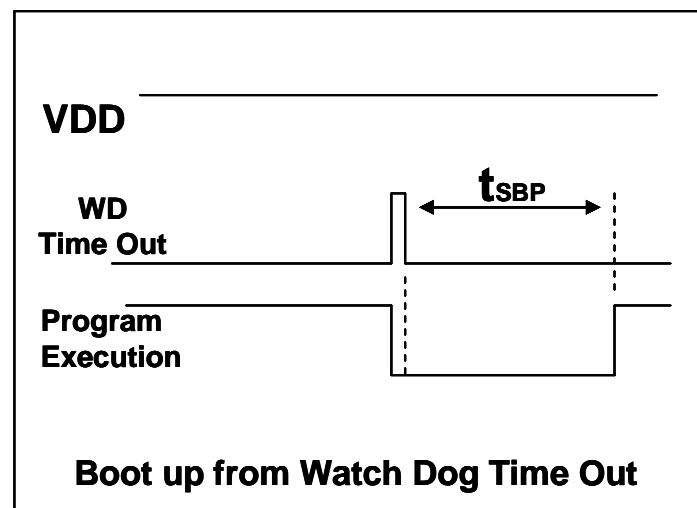 VDD
tSBP
WD
Time Out
Program
Execution
Boot up from Watch Dog Time Out